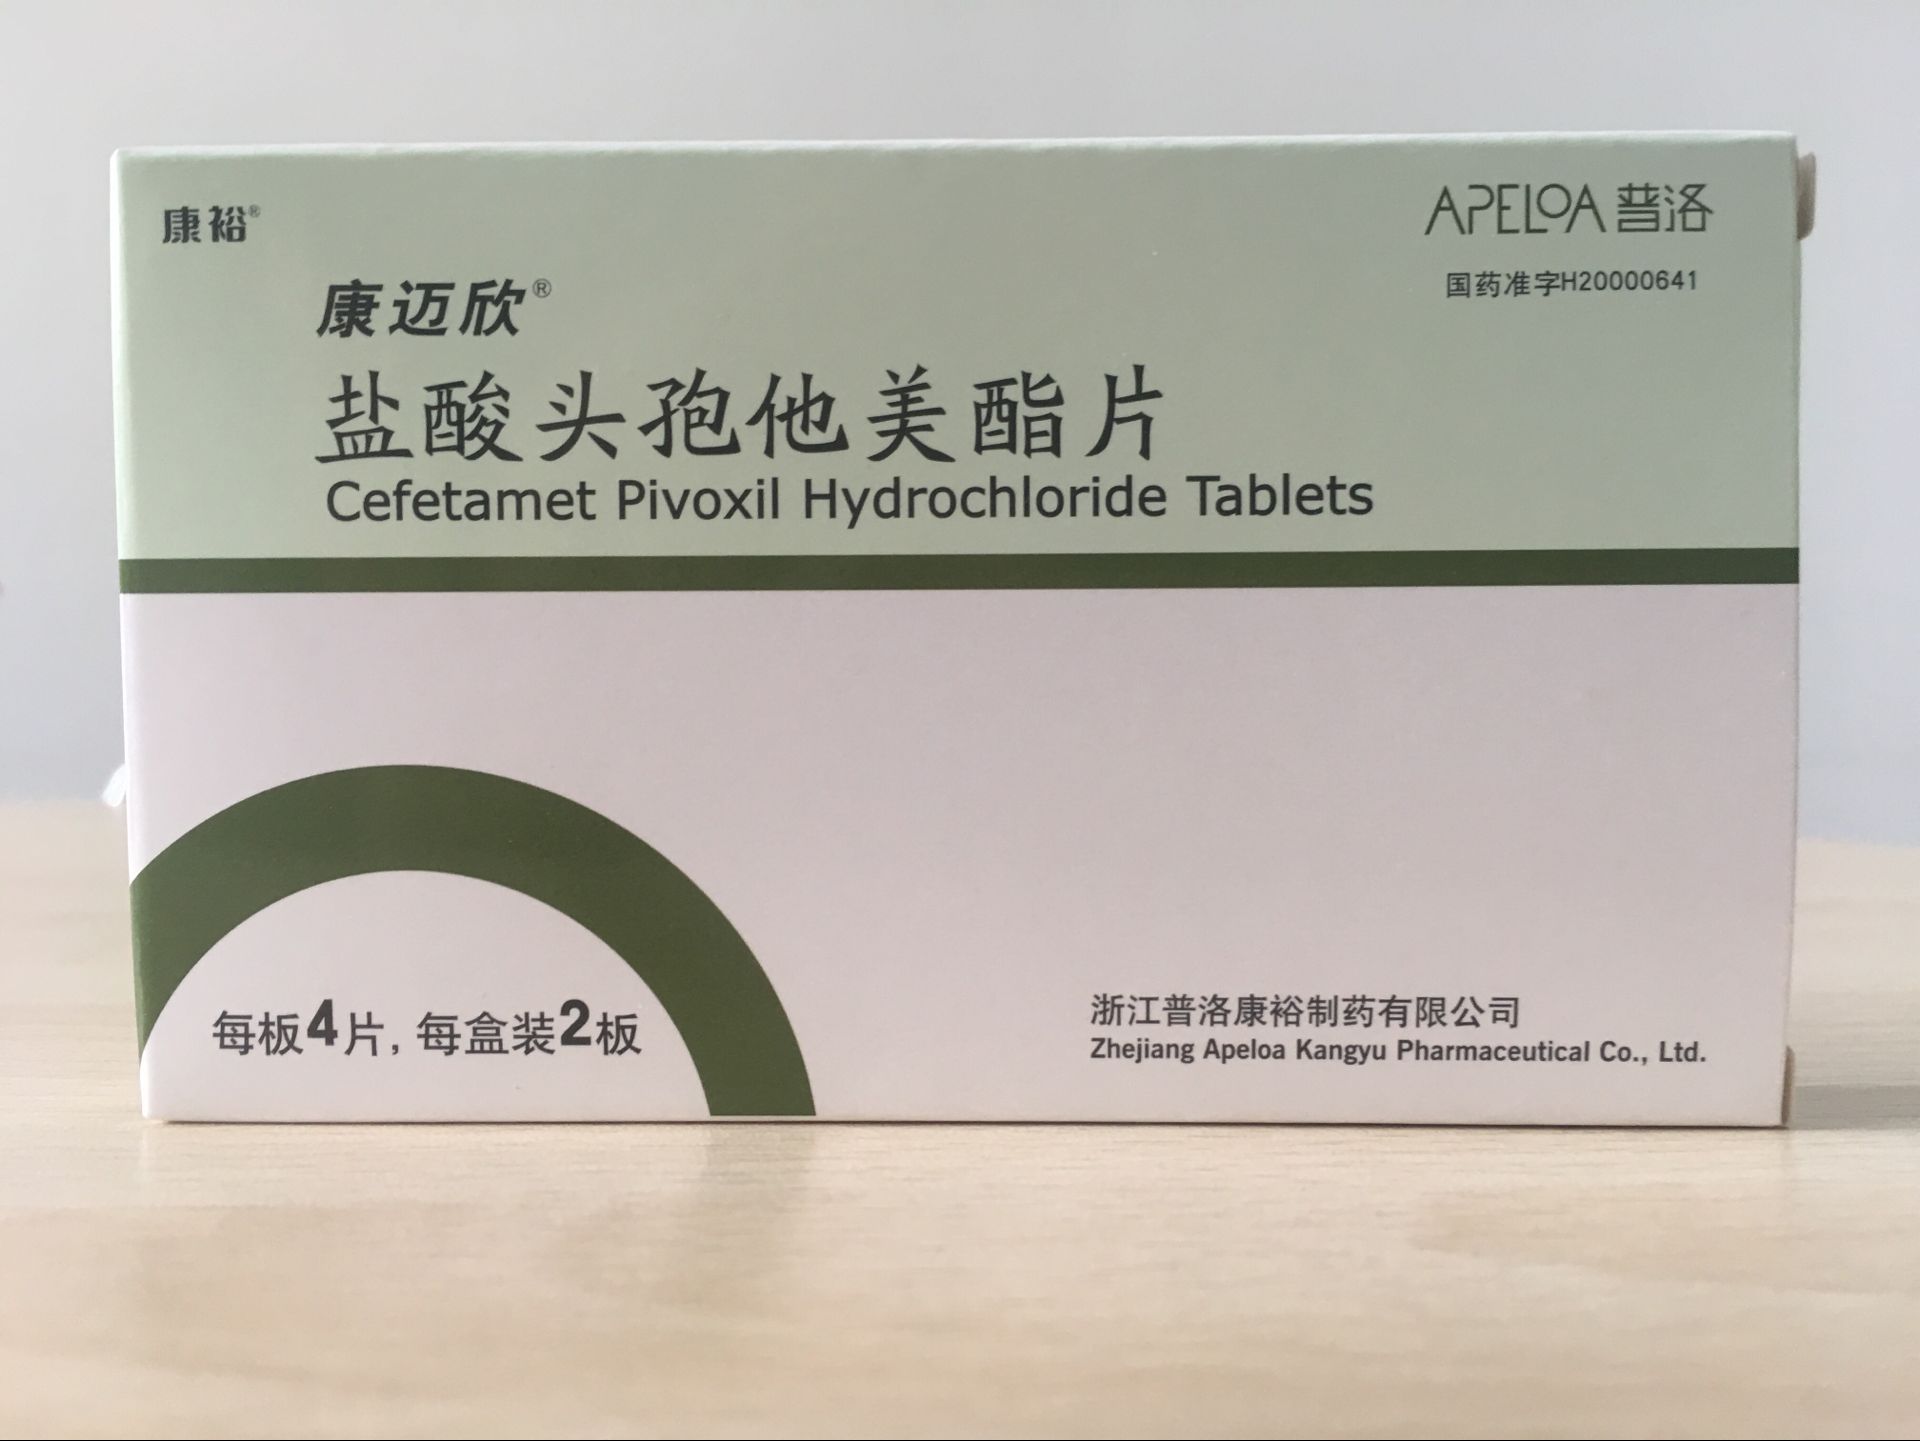 康裕®
APELOA 普洛
国药准字H20000641
康迈欣®
盐酸头孢他美酯片
Cefetamet Pivoxil Hydrochloride Tablets
每板4片, 每盒装2板
浙江普洛康裕制药有限公司
Zhejiang Apeloa Kangyu Pharmaceutical Co., Ltd.